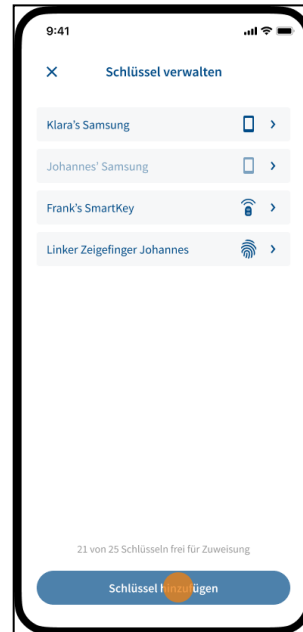 9:41
Schlüssel verwalten
Klara's Samsung
Johannes' Samsung
Frank's SmartKey
Linker Zeigefinger Johannes
21 von 25 Schlüsseln frei für Zuweisung
Schlüssel hinzufügen